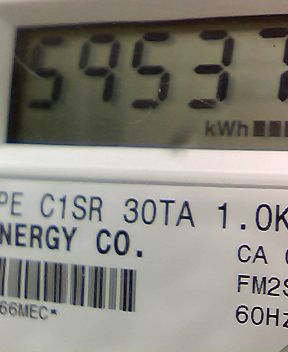 59537
kWh
PE C1SR 30TA 1.0K
NERGY CO.
CA
FM2S
66MEC*
60Hz